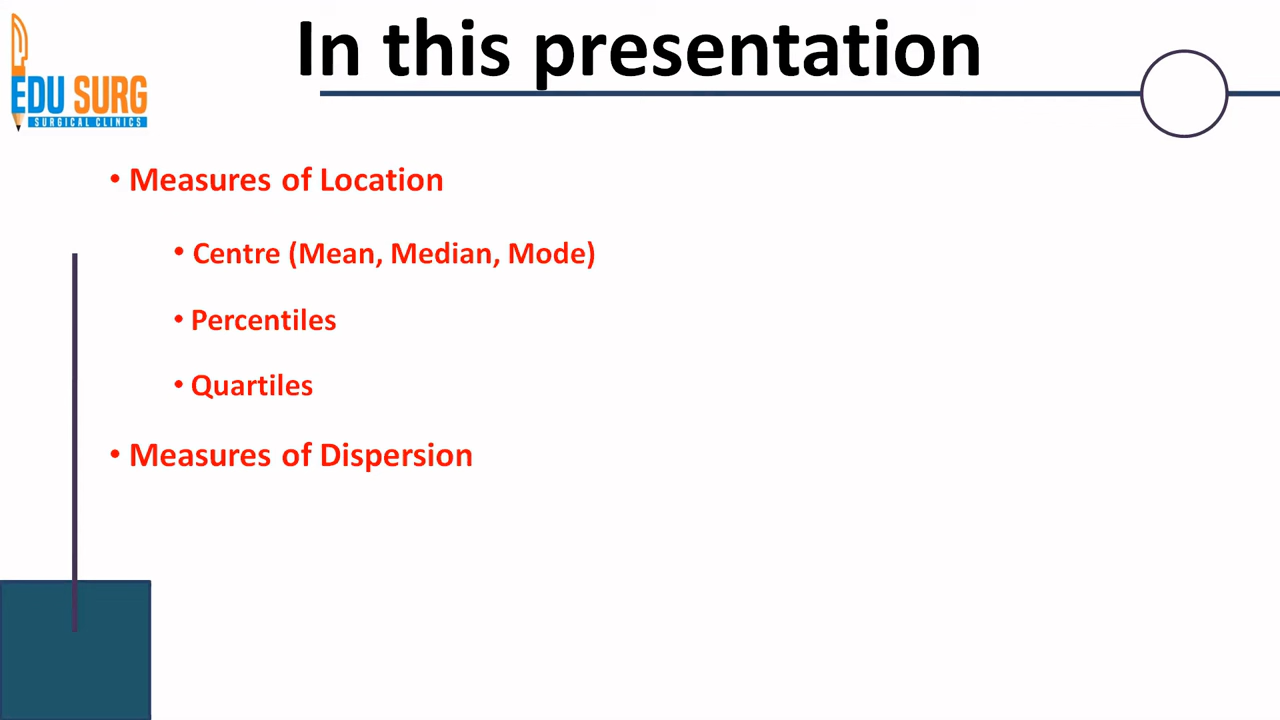 In this presentation
EDU SURG
SURGICAL CLINICS
• Measures of Location
• Centre (Mean, Median, Mode)
• Percentiles
• Quartiles
• Measures of Dispersion